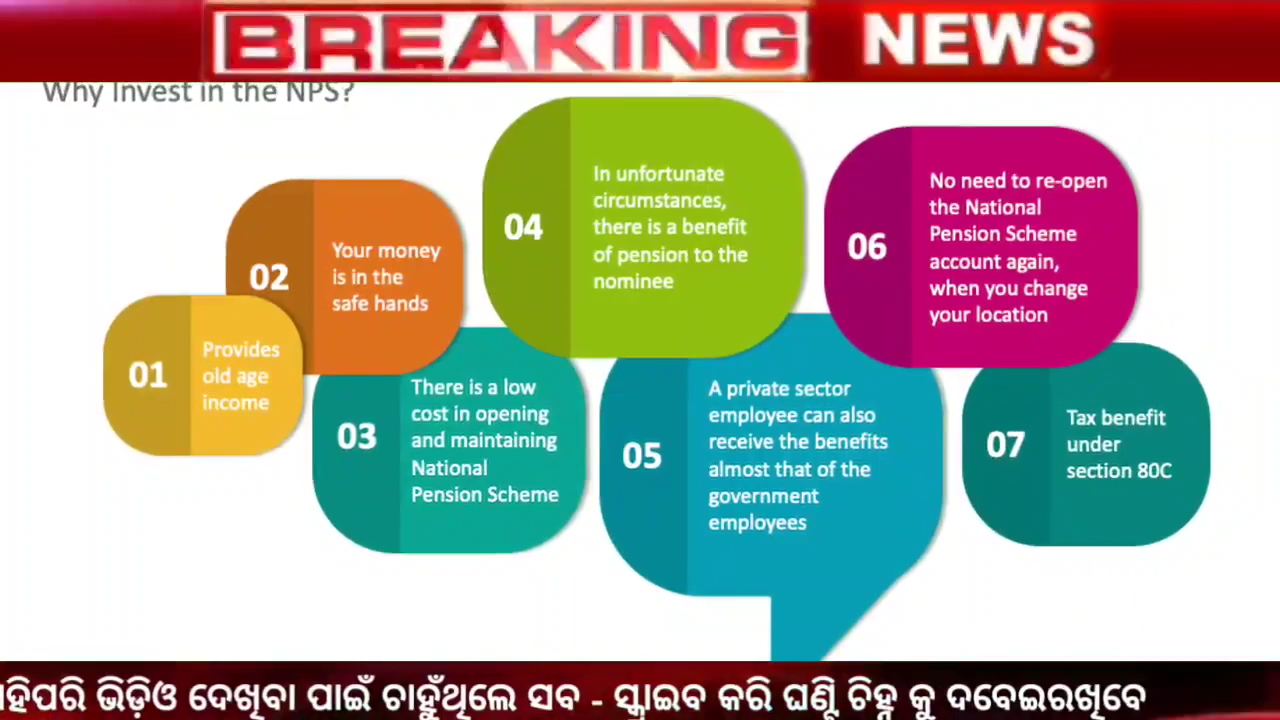 BREAKING NEWS
Why Invest in the NPS?
01
Provides
old age
income
02
Your money
is in the
safe hands
03
There is a low
cost in opening
and maintaining
National
Pension Scheme
04
In unfortunate
circumstances,
there is a benefit
of pension to the
nominee
05
A private sector
employee can also
receive the benefits
almost that of the
government
employees
06
No need to re-open
the National
Pension Scheme
account again,
when you change
your location
07
Tax benefit
under
section 80C
ଭିଡ଼ିଓ ଦେଖିବା ପାଇଁ ଚାହୁଁଥିଲେ ସବ - ସ୍କ୍ରାଇବ କରି ଘଣ୍ଟି ଚିହ୍ନ କୁ ଦବେଇରଖିବେ